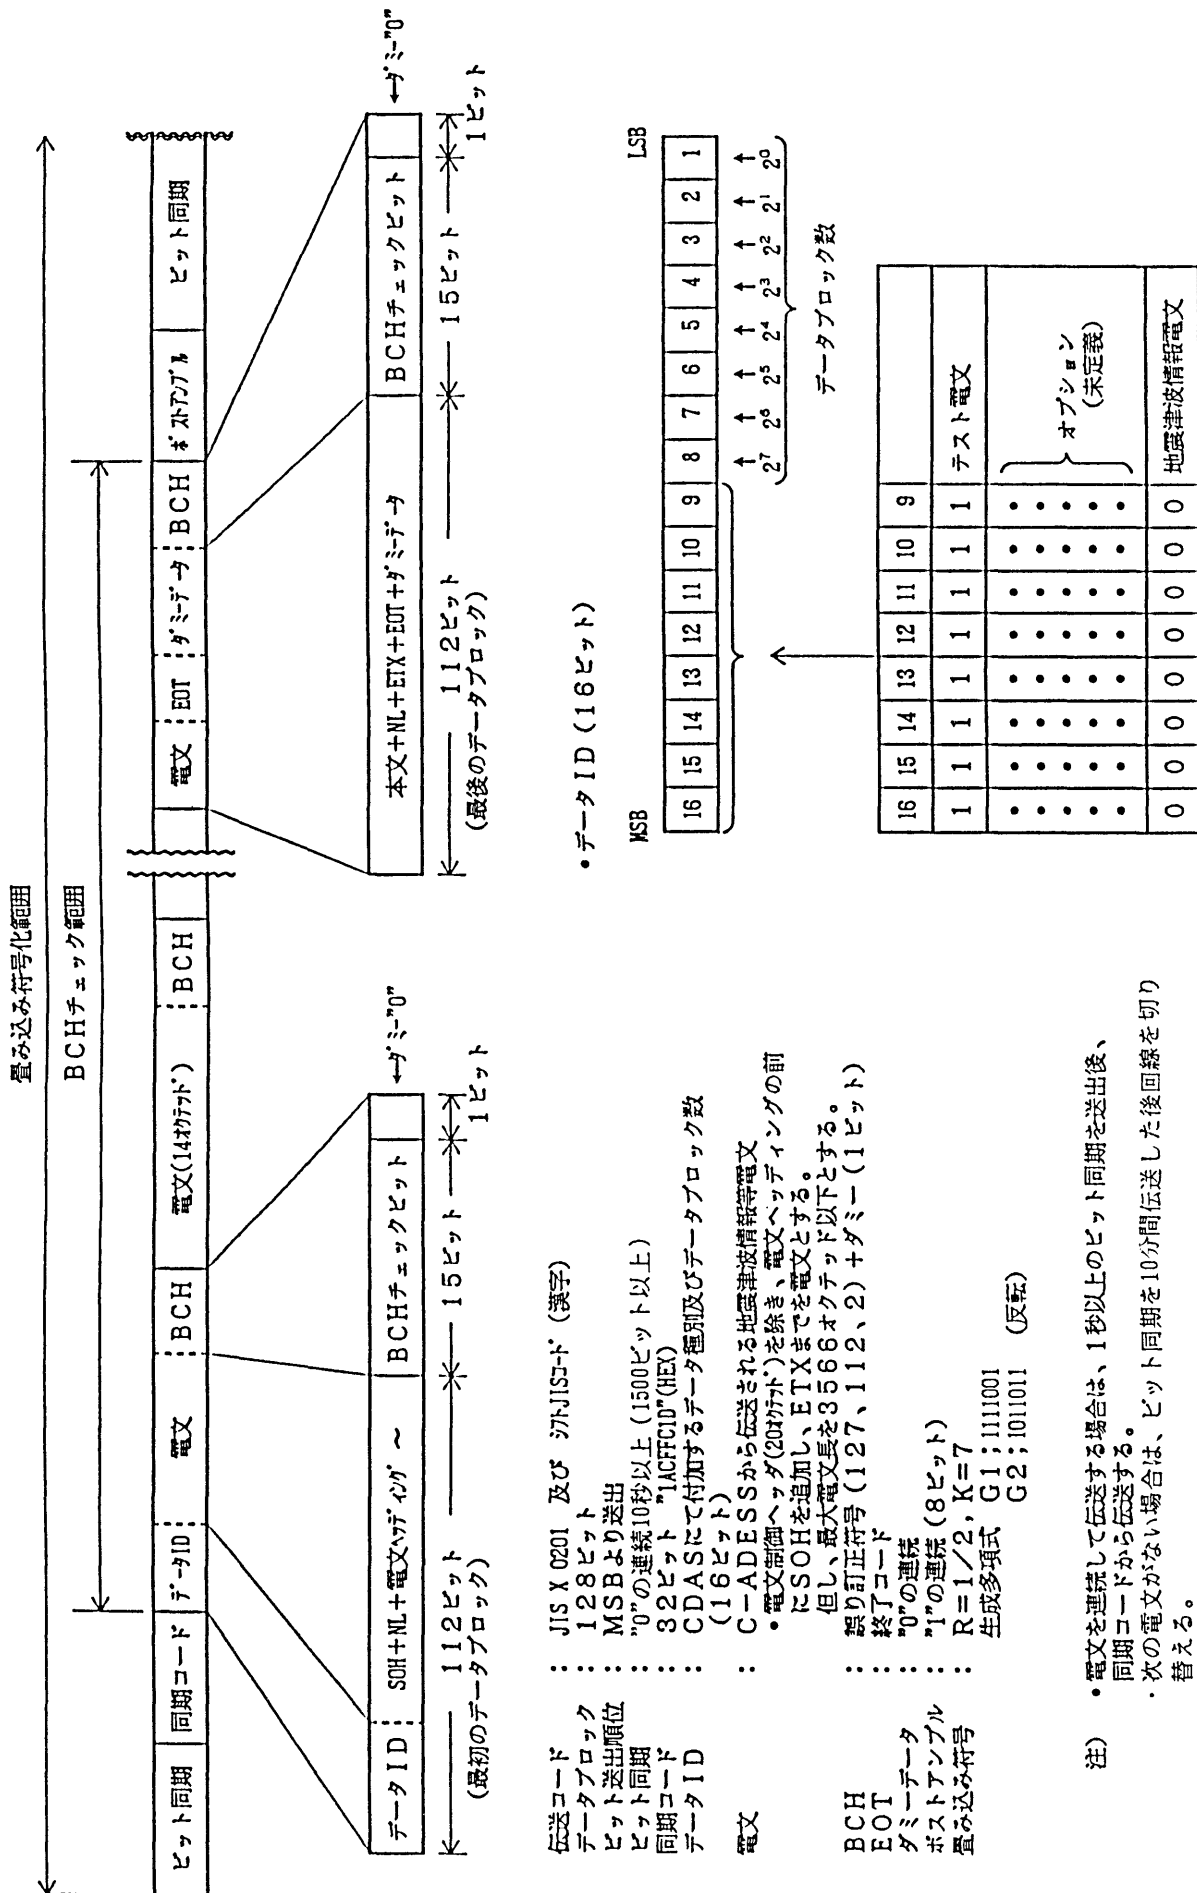 畳み込み符号化範囲
BCHチェック範囲
ビット同期 同期コード データID 電文 BCH 電文(14ｵｸﾃｯﾄﾞ) BCH 電文 EOT ﾀﾞﾐｰデータ BCH ポストアンブル ビット同期
データID SOH+NL+電文ヘッディング ～ BCHチェックビット ←ﾀﾞﾐｰ"0"
112ビット 15ビット 1ビット
(最初のデータブロック)
本文+NL+ETX+EOT+ﾀﾞﾐｰデータ BCHチェックビット ←ﾀﾞﾐｰ"0"
112ビット 15ビット 1ビット
(最後のデータブロック)
伝送コード : JIS X 0201 及び ｼﾌﾄJISｺｰﾄﾞ (漢字)
データブロック : 128ビット
ビット送出順位 : MSBより送出
ビット同期 : "0"の連続10秒以上(1500ビット以上)
同期コード : 32ビット "1ACFFC1D"(HEX)
データID : CDASにて付加するデータ種別及びデータブロック数
(16ビット)
電文 : C-ADESSから伝送される地震津波情報等電文
•電文制御ヘッダ(20ｵｸﾃｯﾄﾞ)を除き、電文ヘッディングの前
にSOHを追加し、ETXまでを電文とする。
但し、最大電文長を3566オクテッド以下とする。
BCH : 誤り訂正符号(127、112、2)+ダミー(1ビット)
EOT : 終了コード
ダミーデータ : "0"の連続
ポストアンブル : "1"の連続(8ビット)
畳み込み符号 : R=1/2,K=7
生成多項式 G1;1111001
G2;1011011 (反転)
注) •電文を連続して伝送する場合は、1秒以上のビット同期を送出後、
同期コードから伝送する。
・次の電文がない場合は、ビット同期を10分間伝送した後回線を切り
替える。
•データID(16ビット)
MSB LSB
16 15 14 13 12 11 10 9 8 7 6 5 4 3 2 1
↑ ↑ ↑ ↑ ↑ ↑ ↑ ↑
2⁷ 2⁶ 2⁵ 2⁴ 2³ 2² 2¹ 2⁰
データブロック数
16 15 14 13 12 11 10 9
1 1 1 1 1 1 1 1 テスト電文
• • • • • • • •
• • • • • • • •
• • • • • • • • オプション
• • • • • • • • (未定義)
• • • • • • • •
0 0 0 0 0 0 0 0 地震津波情報電文